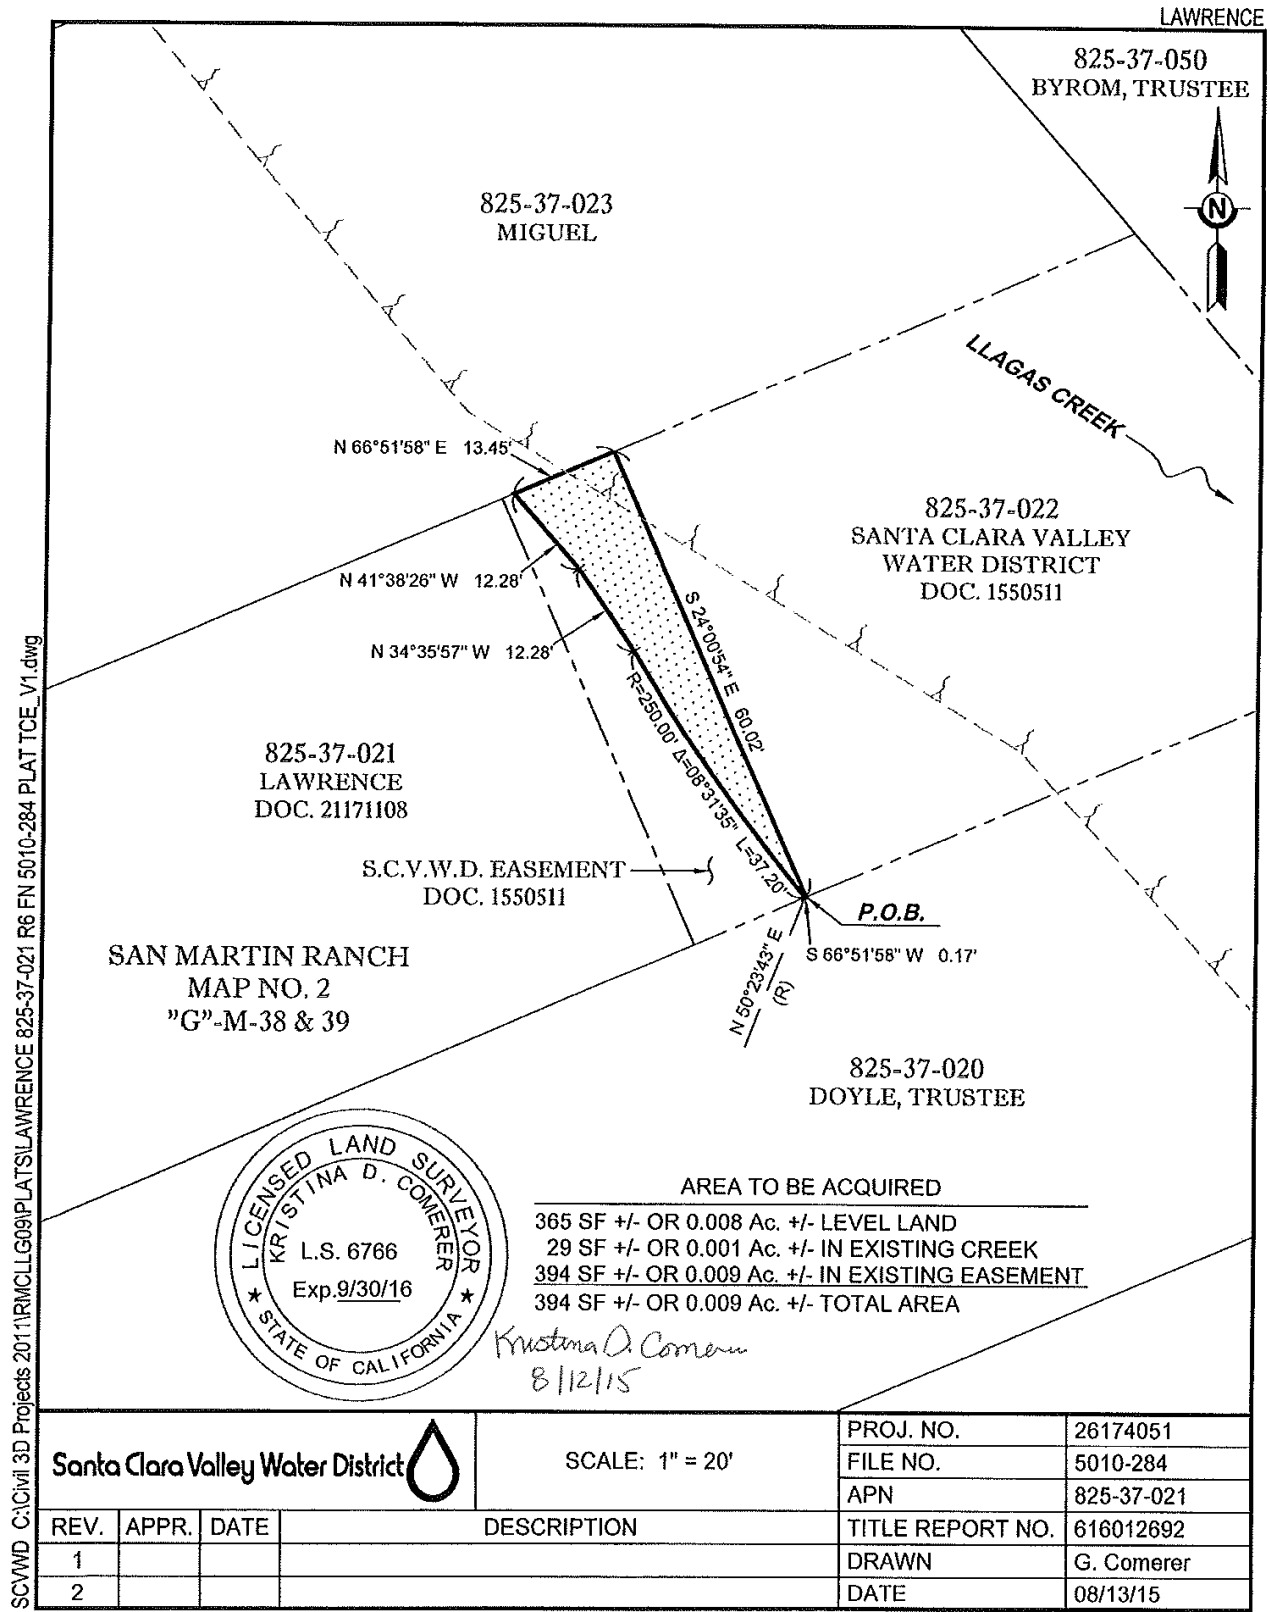 LAWRENCE
825-37-050
BYROM, TRUSTEE
N
825-37-023
MIGUEL
LLAGAS CREEK
N 66°51'58" E 13.45'
825-37-022
SANTA CLARA VALLEY
WATER DISTRICT
DOC. 1550511
N 41°38'26" W 12.28'
N 34°35'57" W 12.28'
S 24°00'54" E 60.02'
R=250.00' Δ=08°31'35" L=37.20'
825-37-021
LAWRENCE
DOC. 21171108
S.C.V.W.D. EASEMENT
DOC. 1550511
P.O.B.
S 66°51'58" W 0.17'
N 50°23'43" E
(R)
SAN MARTIN RANCH
MAP NO. 2
"G"-M-38 & 39
825-37-020
DOYLE, TRUSTEE
LICENSED LAND SURVEYOR
KRISTINA D. COMERER
L.S. 6766
Exp.9/30/16
★ STATE OF CALIFORNIA ★
AREA TO BE ACQUIRED
365 SF +/- OR 0.008 Ac. +/- LEVEL LAND
29 SF +/- OR 0.001 Ac. +/- IN EXISTING CREEK
394 SF +/- OR 0.009 Ac. +/- IN EXISTING EASEMENT
394 SF +/- OR 0.009 Ac. +/- TOTAL AREA
Kristina D. Comerer
8/12/15
SCVWD C:\Civil 3D Projects 2011\RMCLLG09\PLATS\LAWRENCE 825-37-021 R6 FN 5010-284 PLAT TCE_V1.dwg
Santa Clara Valley Water District
SCALE: 1" = 20'
PROJ. NO. 26174051
FILE NO. 5010-284
APN 825-37-021
REV. APPR. DATE DESCRIPTION
TITLE REPORT NO. 616012692
1
DRAWN G. Comerer
2
DATE 08/13/15